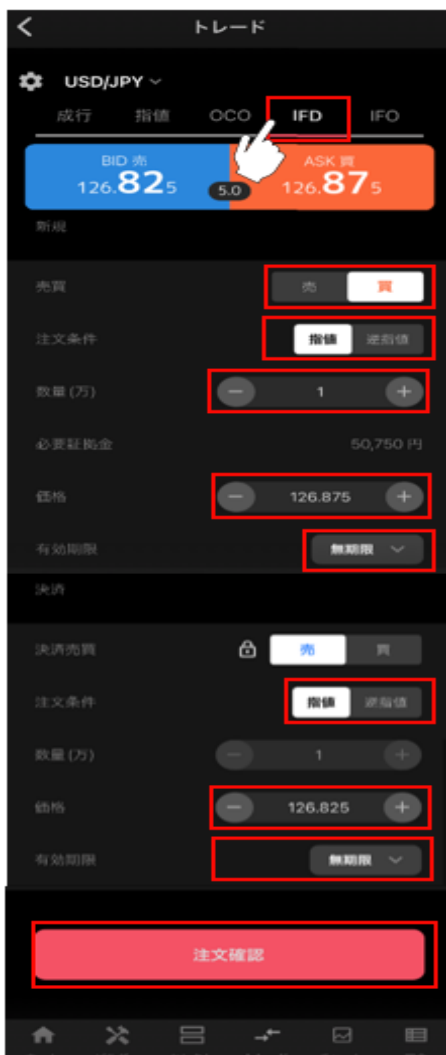 トレード
USD/JPY
成行 指値 OCO IFD IFO
BID 売 ASK 買
126.825 5.0 126.875
新規
売買 売 買
注文条件 指値 逆指値
数量(万) 1
必要証拠金 50,750 円
価格 126.875
有効期限 無期限
決済
決済売買 売 買
注文条件 指値 逆指値
数量(万) 1
価格 126.825
有効期限 無期限
注文確認